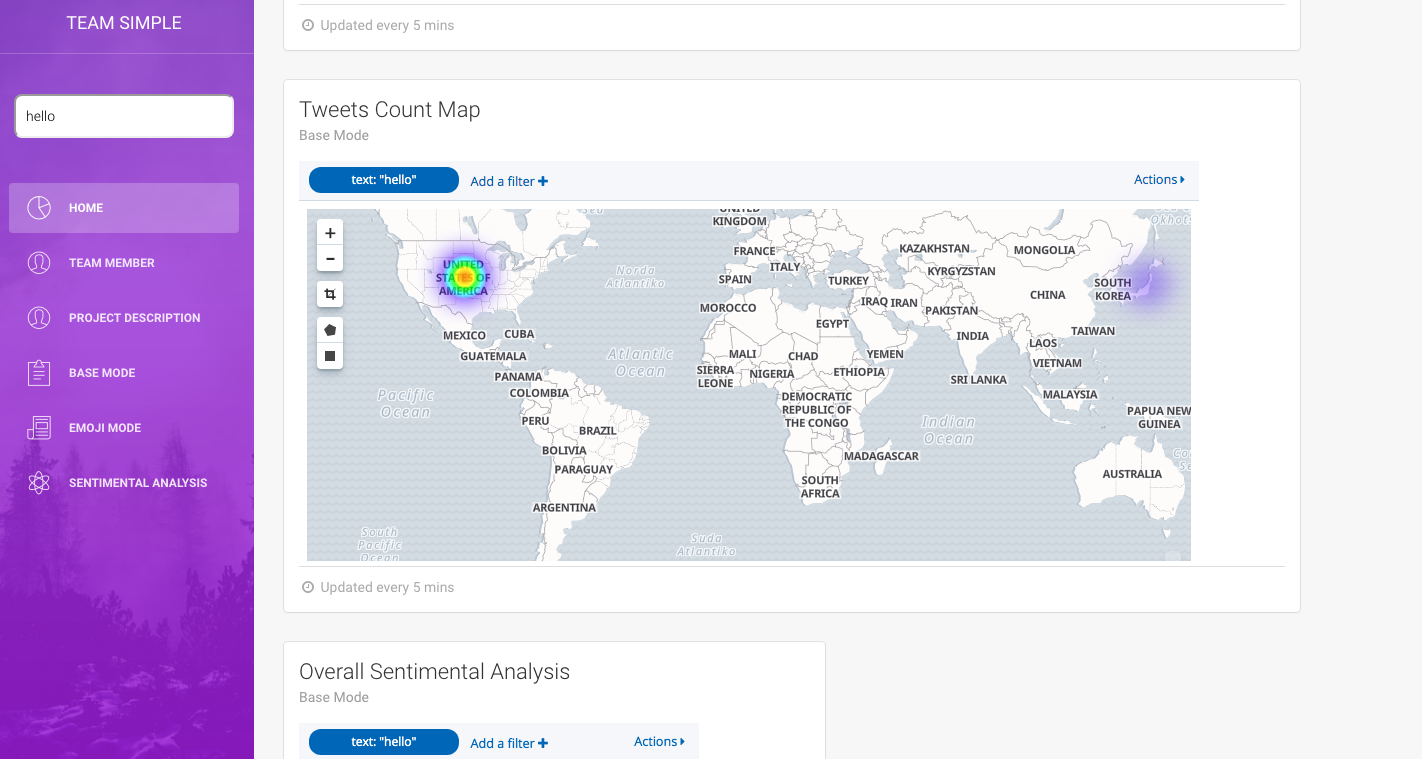 TEAM SIMPLE
hello
HOME
TEAM MEMBER
PROJECT DESCRIPTION
BASE MODE
EMOJI MODE
SENTIMENTAL ANALYSIS
Updated every 5 mins
Tweets Count Map
Base Mode
text: "hello"
Add a filter +
Actions
+
−
UNITED
KINGDOM
FRANCE
ITALY
SPAIN
TURKEY
KAZAKHSTAN
MONGOLIA
KYRGYZSTAN
UNITED
STATES OF
AMERICA
Norda
Atlantiko
SOUTH
KOREA
CHINA
IRAQ
IRAN
PAKISTAN
MOROCCO
EGYPT
MEXICO
CUBA
INDIA
TAIWAN
LAOS
GUATEMALA
Atlantic
Ocean
MALI
CHAD
YEMEN
VIETNAM
PANAMA
SIERRA
LEONE
NIGERIA
ETHIOPIA
SRI LANKA
COLOMBIA
Pacific
Ocean
DEMOCRATIC
REPUBLIC OF
THE CONGO
MALAYSIA
PERU
BRAZIL
Indian
Ocean
PAPUA NEW
GUINEA
BOLIVIA
MADAGASCAR
PARAGUAY
AUSTRALIA
SOUTH
AFRICA
ARGENTINA
South
Pacific
Ocean
Suda
Atlantiko
Updated every 5 mins
Overall Sentimental Analysis
Base Mode
text: "hello"
Add a filter +
Actions